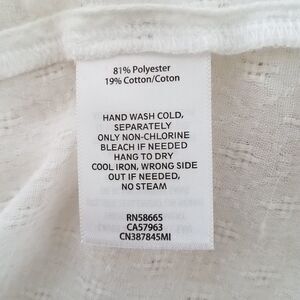 81% Polyester
19% Cotton/Coton
HAND WASH COLD,
SEPARATELY
ONLY NON-CHLORINE
BLEACH IF NEEDED
HANG TO DRY
COOL IRON, WRONG SIDE
OUT IF NEEDED,
NO STEAM
RN58665
CA57963
CN387845MI